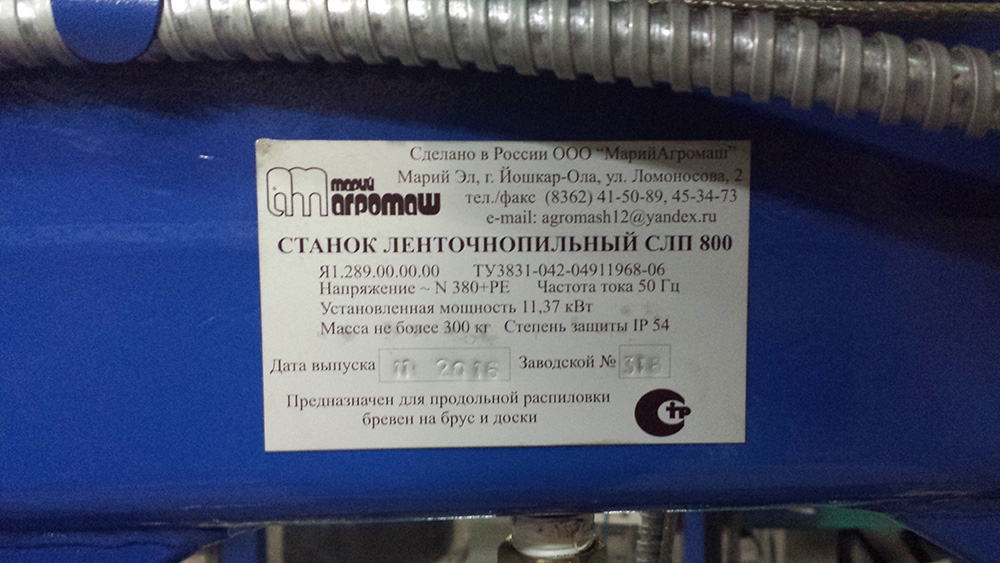 Сделано в России ООО "МарийАгромаш"
Марий Эл, г. Йошкар-Ола, ул. Ломоносова, 2
тел./факс (8362) 41-50-89, 45-34-73
e-mail: agromash12@yandex.ru
марий
агромаш
СТАНОК ЛЕНТОЧНОПИЛЬНЫЙ СЛП 800
Я1.289.00.00.00 ТУ3831-042-04911968-06
Напряжение ~ N 380+PE Частота тока 50 Гц
Установленная мощность 11,37 кВт
Масса не более 300 кг Степень защиты IP 54
Дата выпуска 2015 Заводской №
Предназначен для продольной распиловки
бревен на брус и доски